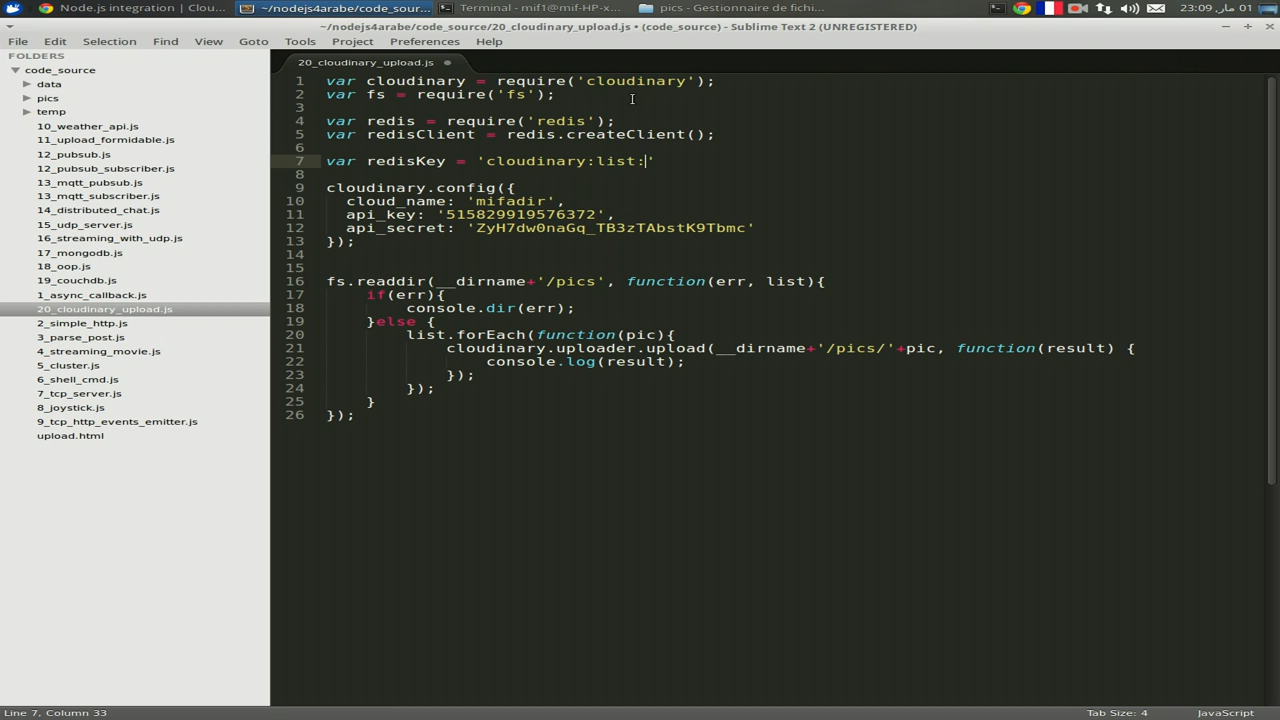 Node.js integration | Clou...
~/nodejs4arabe/code_sour...
Terminal - mif1@mif-HP-x...
pics - Gestionnaire de fichi...
01 مار, 23:09
~/nodejs4arabe/code_source/20_cloudinary_upload.js • (code_source) - Sublime Text 2 (UNREGISTERED)
File Edit Selection Find View Goto Tools Project Preferences Help
FOLDERS
code_source
data
pics
temp
10_weather_api.js
11_upload_formidable.js
12_pubsub.js
12_pubsub_subscriber.js
13_mqtt_pubsub.js
13_mqtt_subscriber.js
14_distributed_chat.js
15_udp_server.js
16_streaming_with_udp.js
17_mongodb.js
18_oop.js
19_couchdb.js
1_async_callback.js
20_cloudinary_upload.js
2_simple_http.js
3_parse_post.js
4_streaming_movie.js
5_cluster.js
6_shell_cmd.js
7_tcp_server.js
8_joystick.js
9_tcp_http_events_emitter.js
upload.html
20_cloudinary_upload.js
1 var cloudinary = require('cloudinary');
2 var fs = require('fs');
3
4 var redis = require('redis');
5 var redisClient = redis.createClient();
6
7 var redisKey = 'cloudinary:list:'
8
9 cloudinary.config({
10 cloud_name: 'mifadir',
11 api_key: '515829919576372',
12 api_secret: 'ZyH7dw0naGq_TB3zTAbstK9Tbmc'
13 });
14
15
16 fs.readdir(__dirname+'/pics', function(err, list){
17 if(err){
18 console.dir(err);
19 }else {
20 list.forEach(function(pic){
21 cloudinary.uploader.upload(__dirname+'/pics/'+pic, function(result) {
22 console.log(result);
23 });
24 });
25 }
26 });
Line 7, Column 33
Tab Size: 4
JavaScript